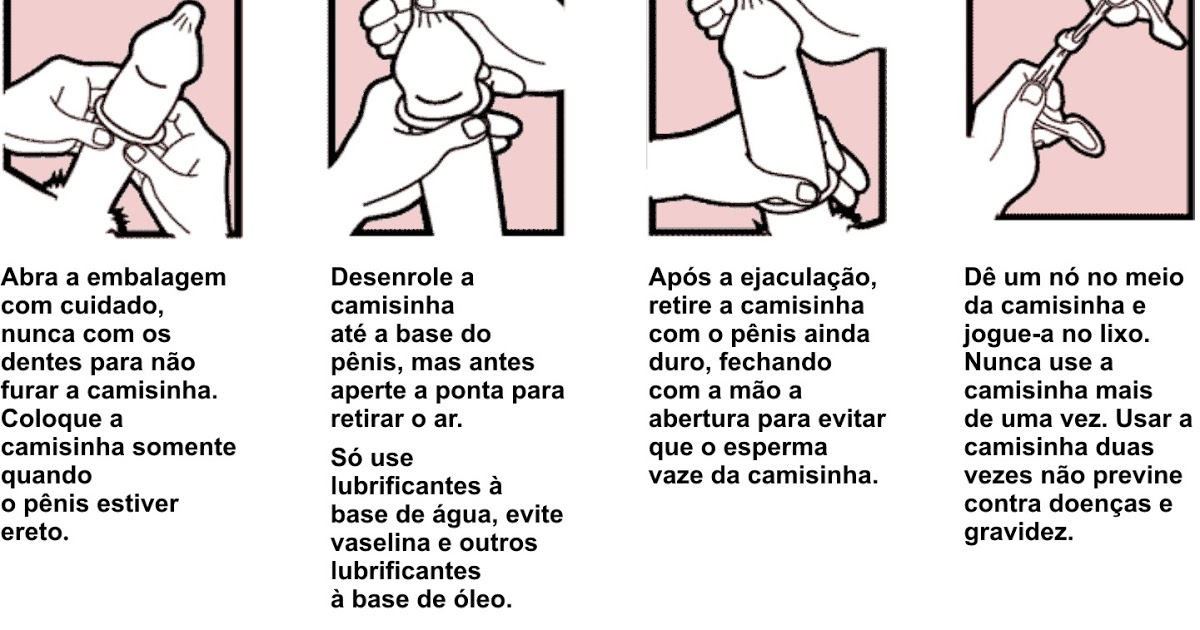 Abra a embalagem
com cuidado,
nunca com os
dentes para não
furar a camisinha.
Coloque a
camisinha somente
quando
o pênis estiver
ereto.
Desenrole a
camisinha
até a base do
pênis, mas antes
aperte a ponta para
retirar o ar.
Só use
lubrificantes à
base de água, evite
vaselina e outros
lubrificantes
à base de óleo.
Após a ejaculação,
retire a camisinha
com o pênis ainda
duro, fechando
com a mão a
abertura para evitar
que o esperma
vaze da camisinha.
Dê um nó no meio
da camisinha e
jogue-a no lixo.
Nunca use a
camisinha mais
de uma vez. Usar a
camisinha duas
vezes não previne
contra doenças e
gravidez.